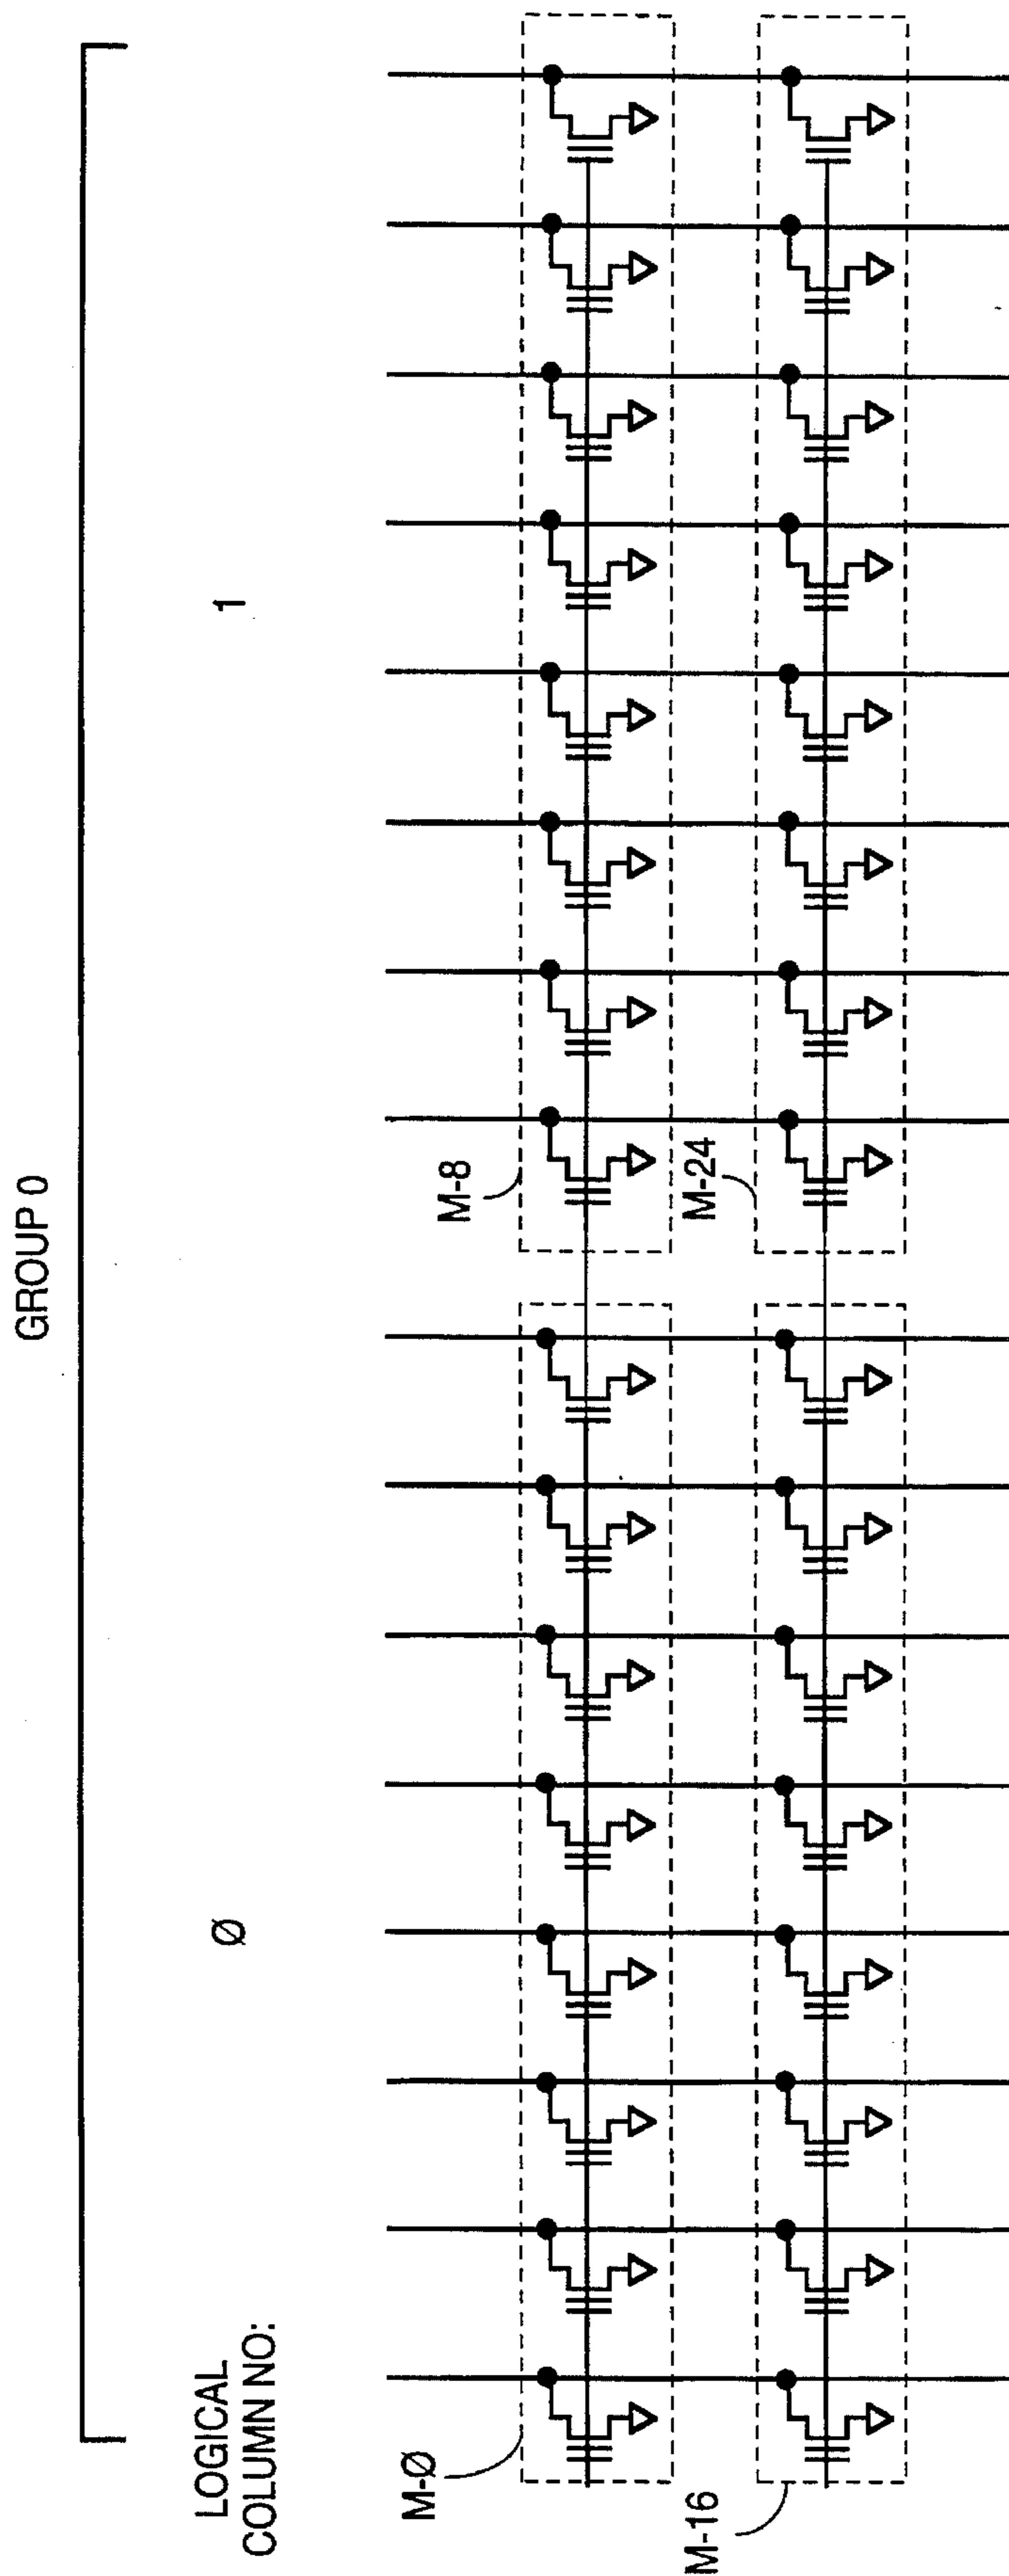 GROUP 0
LOGICAL
COLUMN NO:
Ø
1
M-Ø
M-8
M-16
M-24